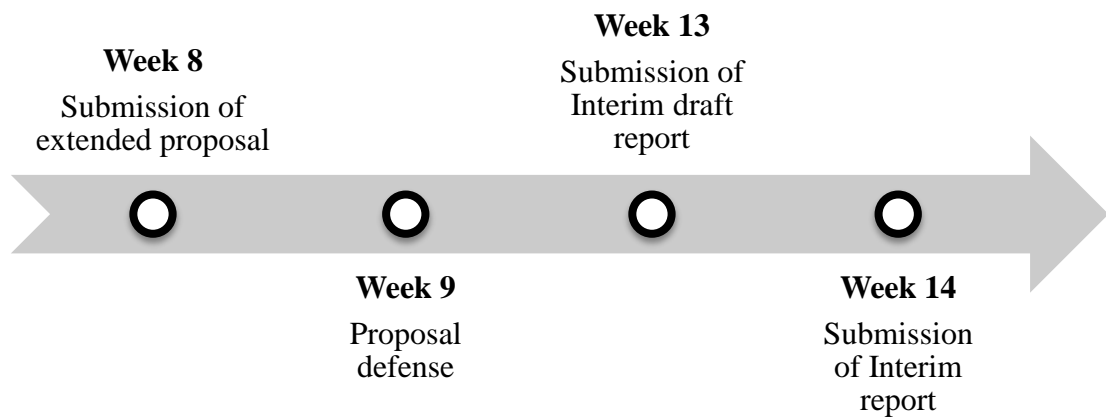 Week 8
Submission of
extended proposal
Week 9
Proposal
defense
Week 13
Submission of
Interim draft
report
Week 14
Submission
of Interim
report